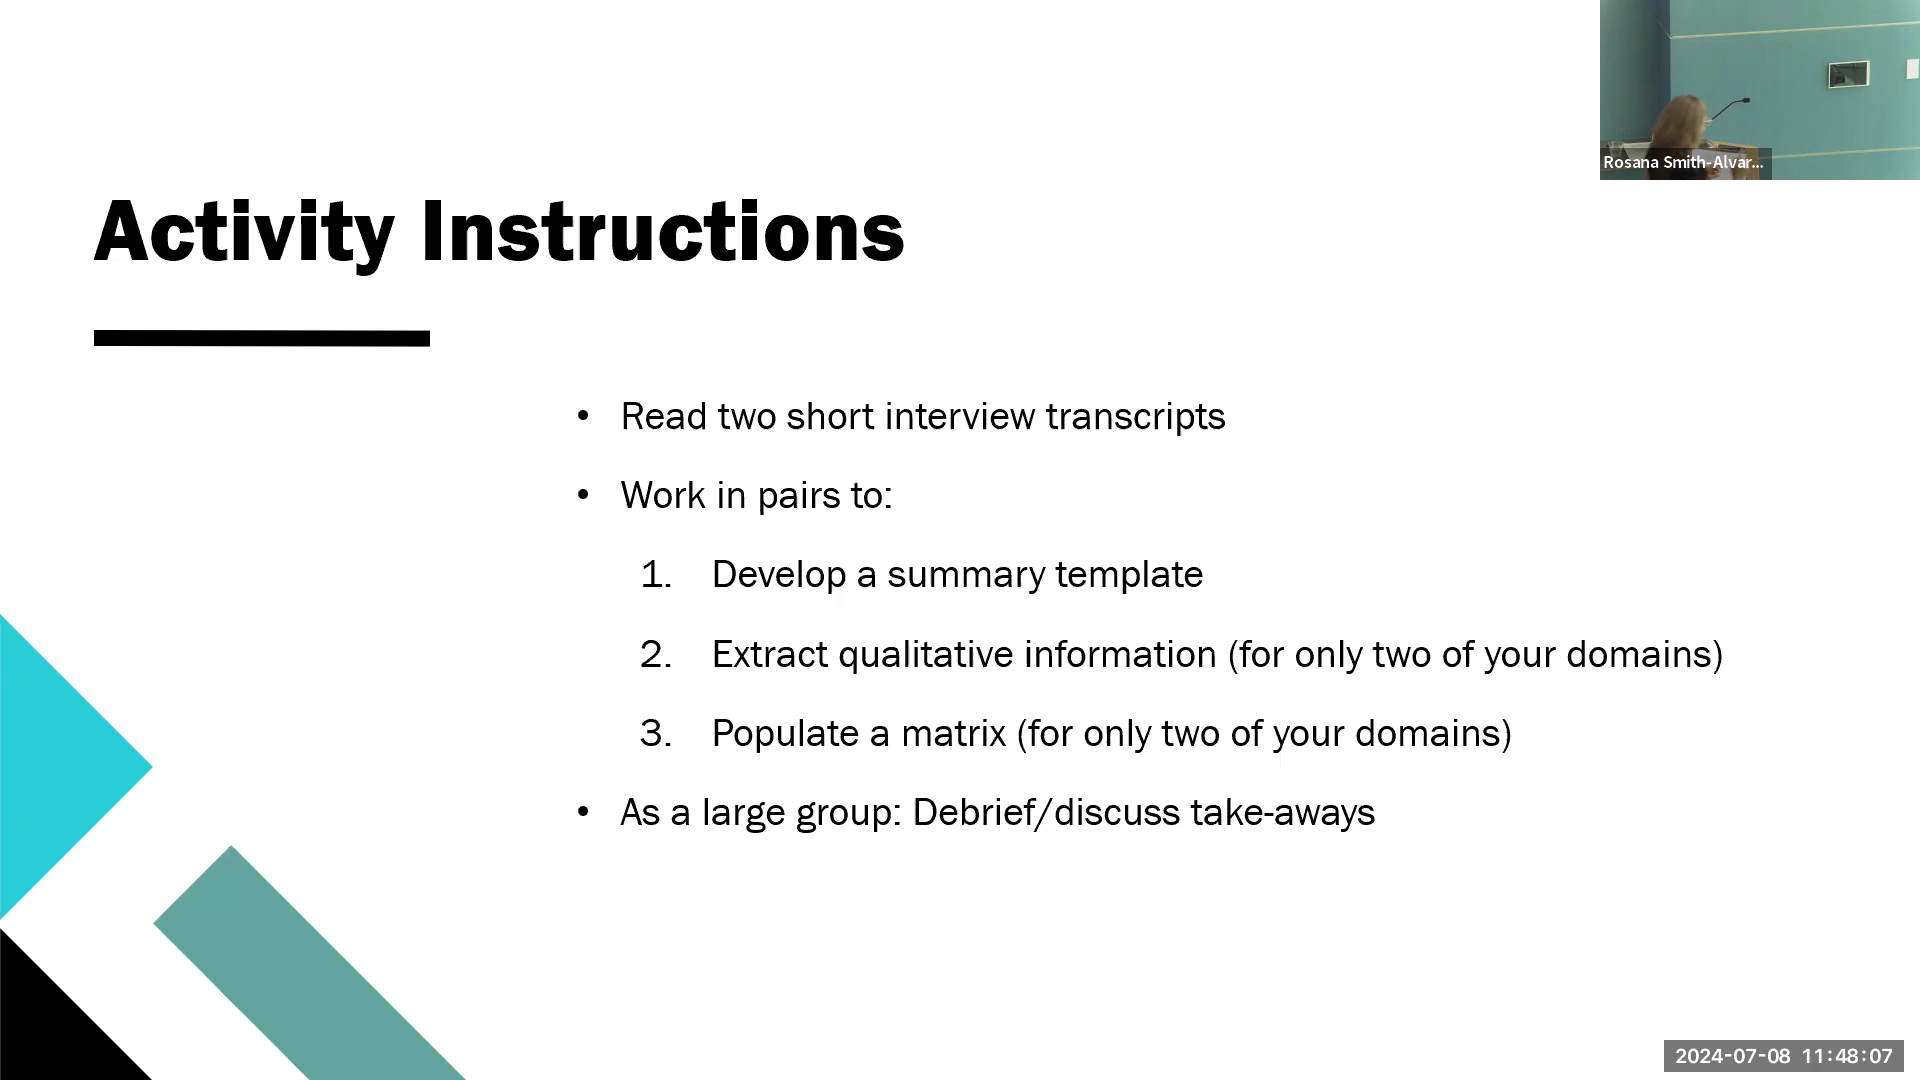 Rosana Smith-Alvar...
Activity Instructions
• Read two short interview transcripts
• Work in pairs to:
1. Develop a summary template
2. Extract qualitative information (for only two of your domains)
3. Populate a matrix (for only two of your domains)
• As a large group: Debrief/discuss take-aways
2024-07-08 11:48:07